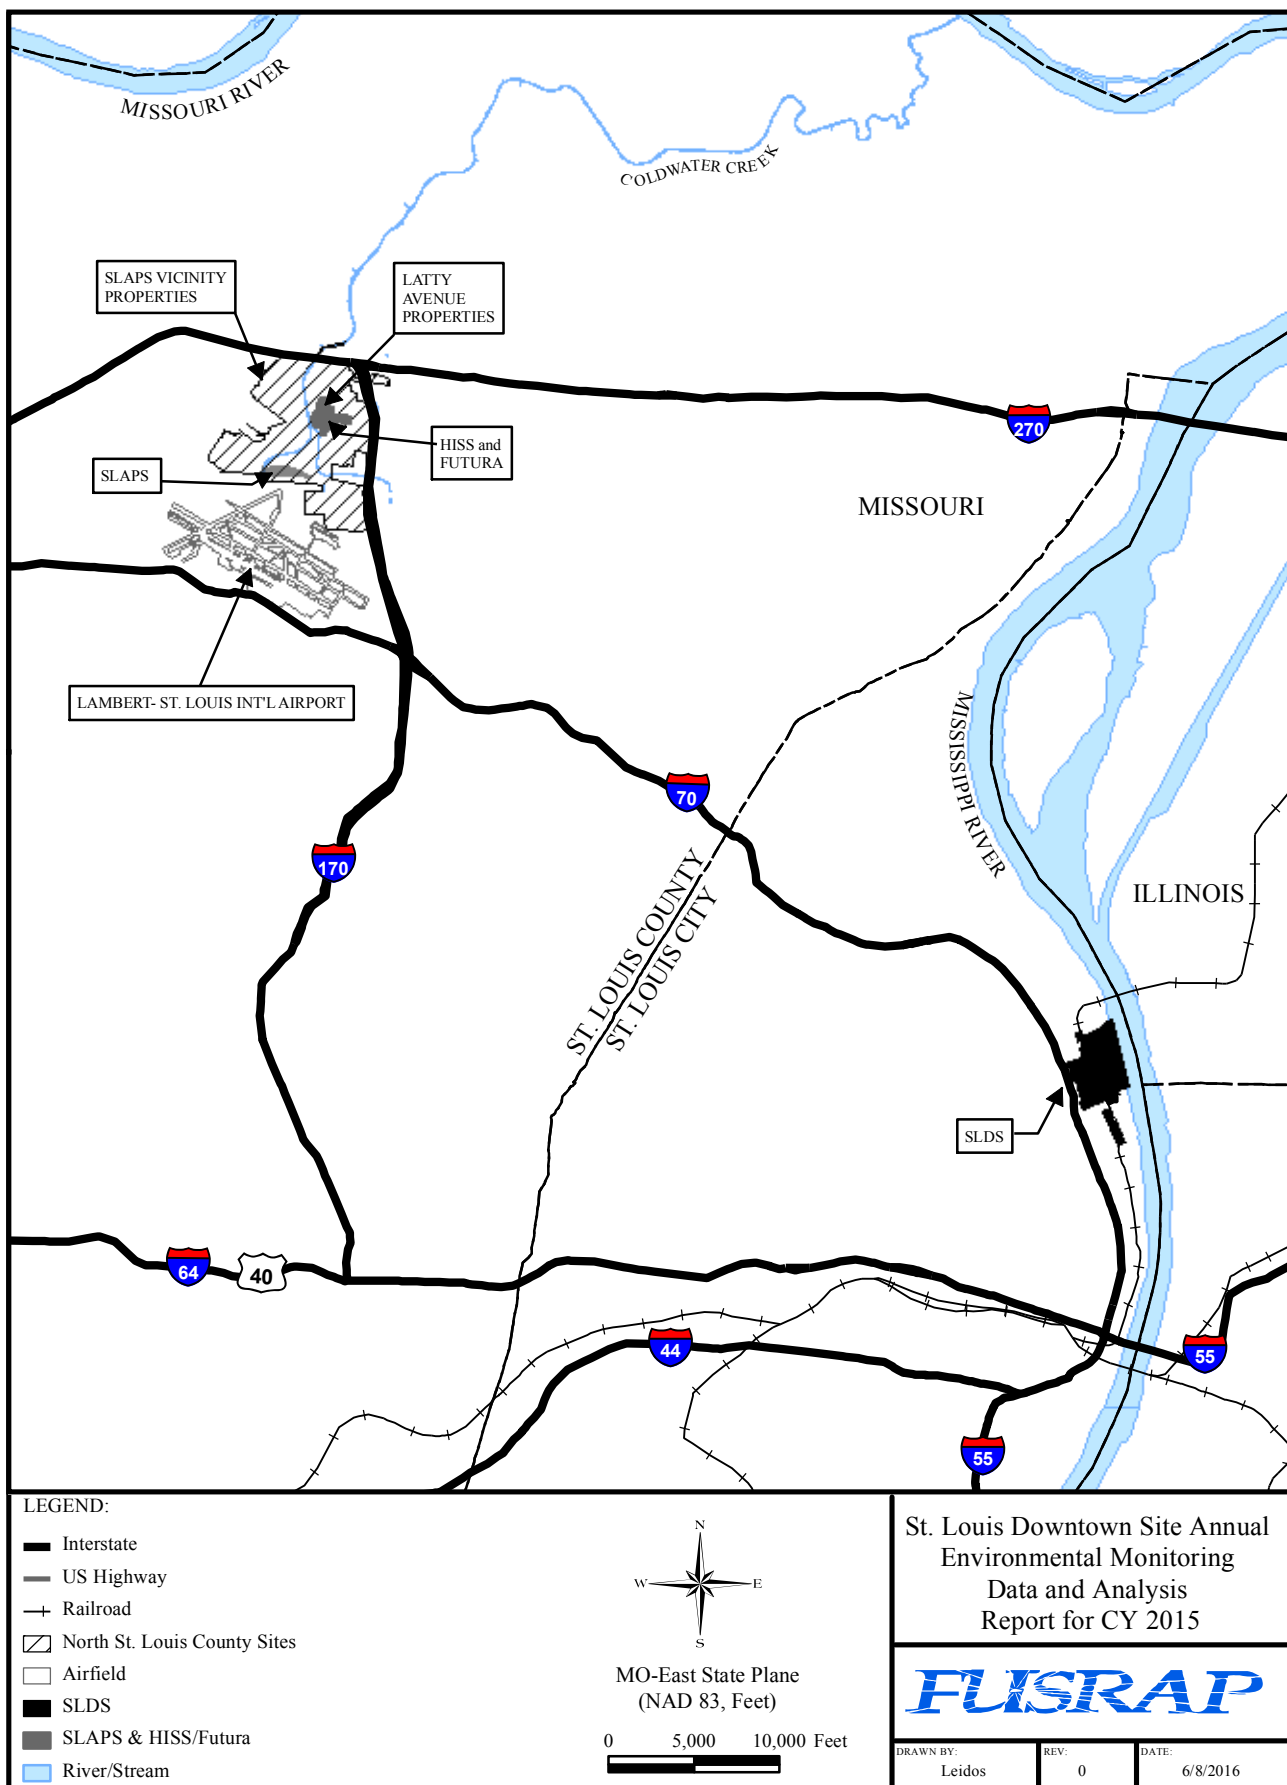 MISSOURI RIVER
COLDWATER CREEK
SLAPS VICINITY
PROPERTIES
LATTY
AVENUE
PROPERTIES
270
HISS and
FUTURA
SLAPS
MISSOURI
LAMBERT- ST. LOUIS INT'L AIRPORT
MISSISSIPPI RIVER
70
170
ILLINOIS
ST. LOUIS COUNTY
ST. LOUIS CITY
SLDS
64
40
44
55
55
LEGEND:
Interstate
US Highway
Railroad
North St. Louis County Sites
Airfield
SLDS
SLAPS & HISS/Futura
River/Stream
N
W
E
S
MO-East State Plane
(NAD 83, Feet)
0 5,000 10,000 Feet
St. Louis Downtown Site Annual
Environmental Monitoring
Data and Analysis
Report for CY 2015
FUSRAP
DRAWN BY:
Leidos
REV:
0
DATE:
6/8/2016